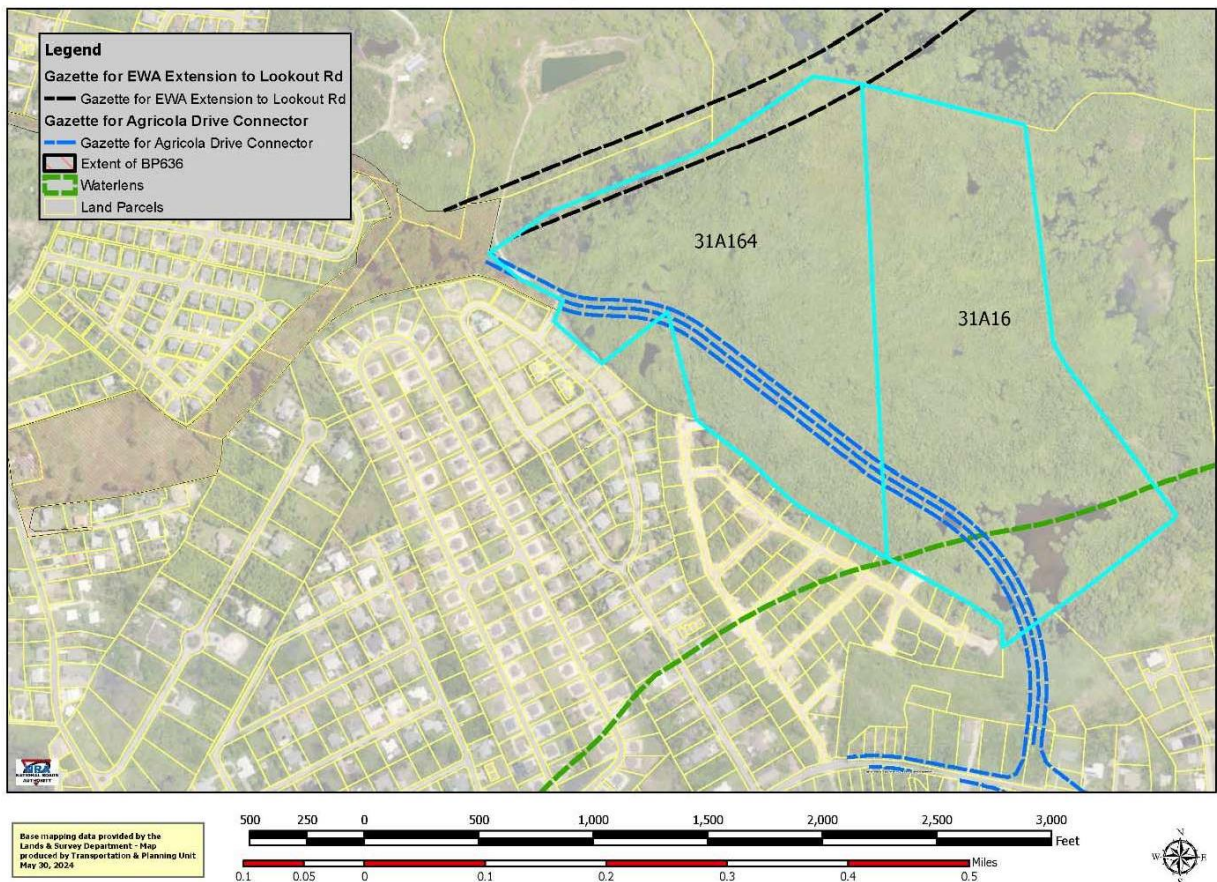 Legend
Gazette for EWA Extension to Lookout Rd
Gazette for EWA Extension to Lookout Rd
Gazette for Agricola Drive Connector
Gazette for Agricola Drive Connector
Extent of BP636
Waterlens
Land Parcels
31A164
31A16
NATIONAL ROADS
AUTHORITY
Base mapping data provided by the
Lands & Survey Department - Map
produced by Transportation & Planning Unit
May 30, 2024
500 250 0 500 1,000 1,500 2,000 2,500 3,000
Feet
Miles
0.1 0.05 0 0.1 0.2 0.3 0.4 0.5
N
W E
S